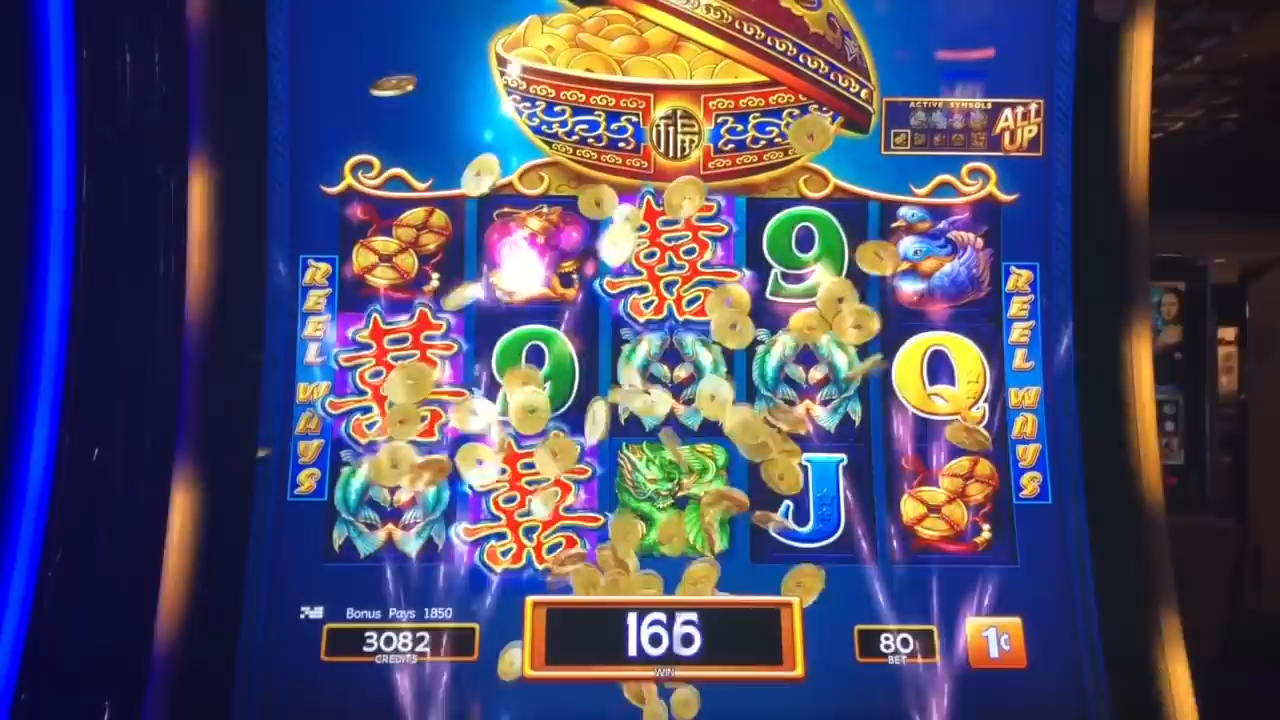 福
ACTIVE SYMBOLS
ALL
UP
囍
9
REEL WAYS
囍
9
Q
REEL WAYS
囍
J
Bonus Pays 1850
3082
CREDITS
WIN
80
BET
1¢